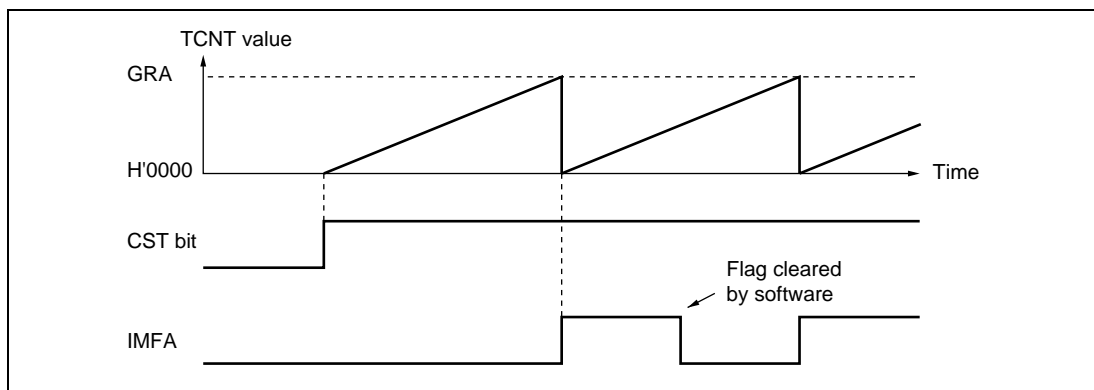 TCNT value
GRA
H'0000
Time
CST bit
Flag cleared
by software
IMFA